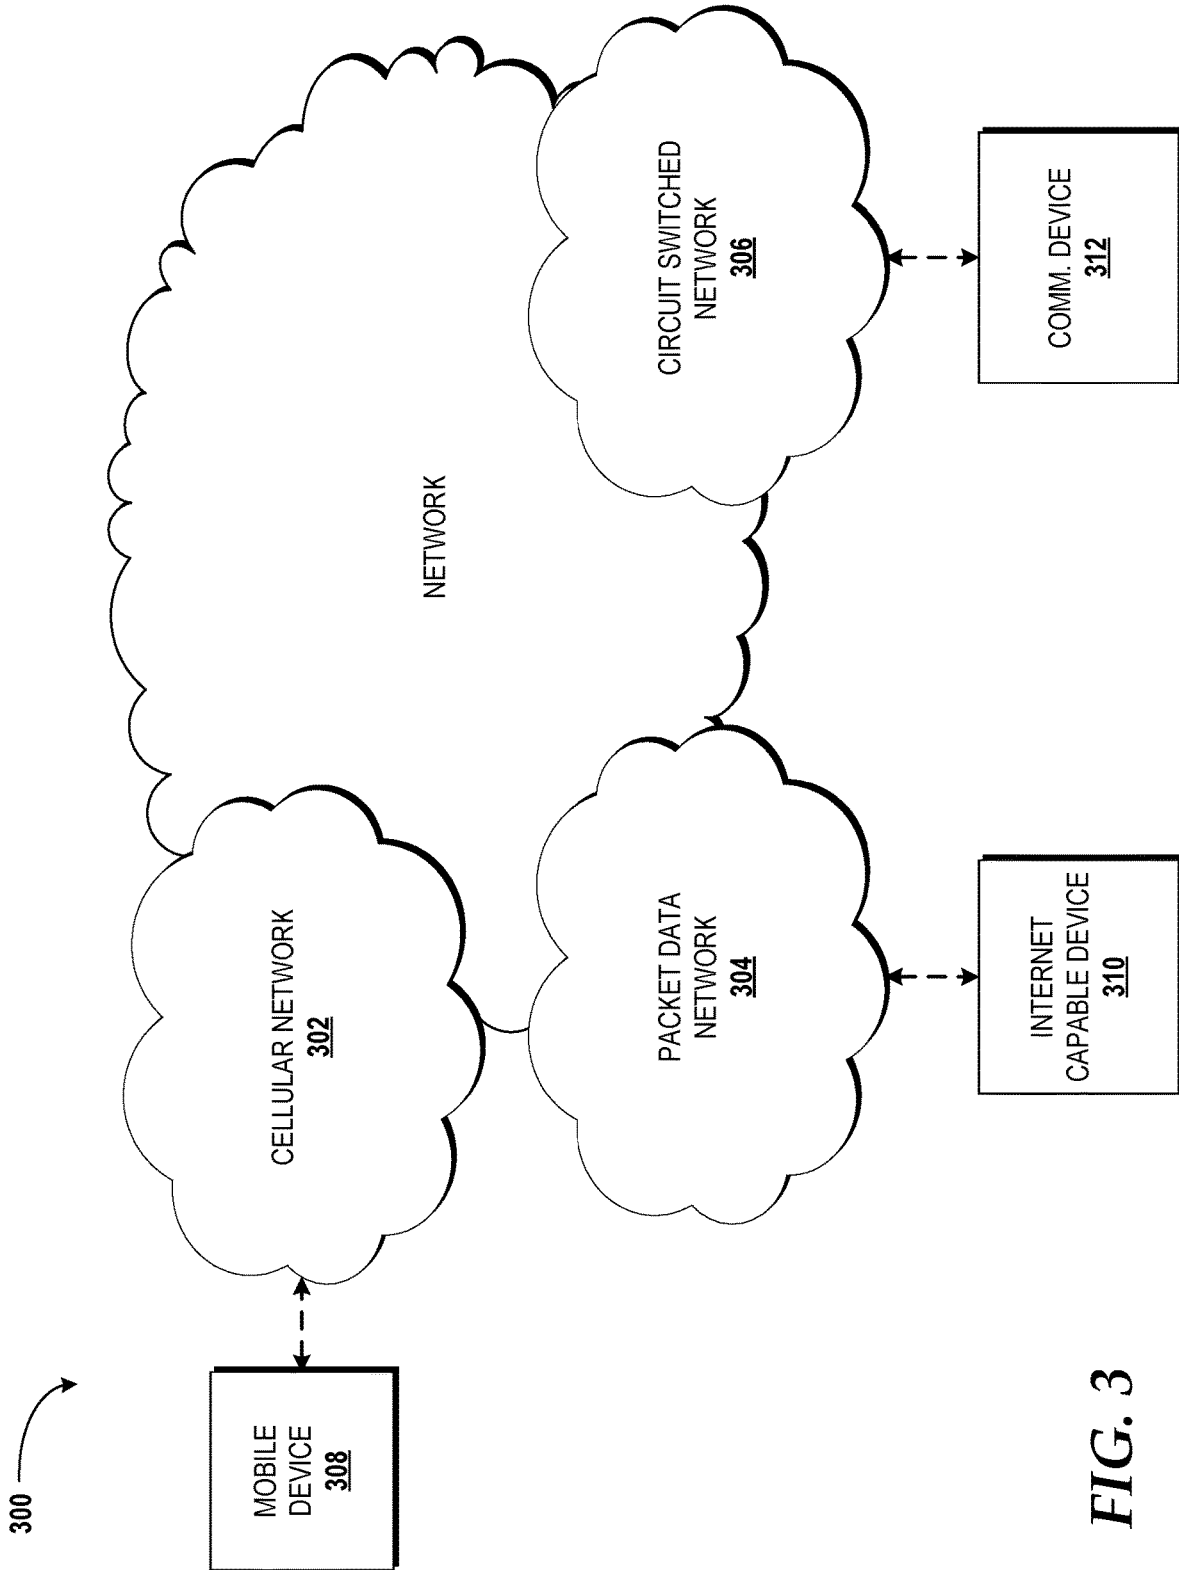 300
MOBILE
DEVICE
308
CELLULAR NETWORK
302
NETWORK
PACKET DATA
NETWORK
304
CIRCUIT SWITCHED
NETWORK
306
INTERNET
CAPABLE DEVICE
310
COMM. DEVICE
312
FIG. 3